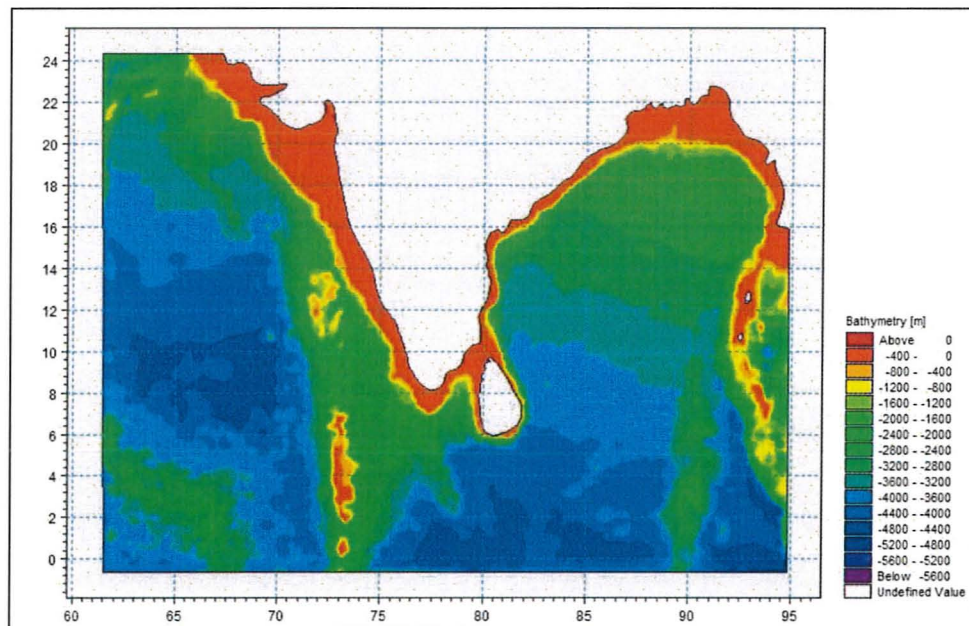 24
22
20
18
16
14
12
10
8
6
4
2
0
60 65 70 75 80 85 90 95
Bathymetry [m]
Above 0
-400 - 0
-800 - -400
-1200 - -800
-1600 - -1200
-2000 - -1600
-2400 - -2000
-2800 - -2400
-3200 - -2800
-3600 - -3200
-4000 - -3600
-4400 - -4000
-4800 - -4400
-5200 - -4800
-5600 - -5200
Below -5600
Undefined Value